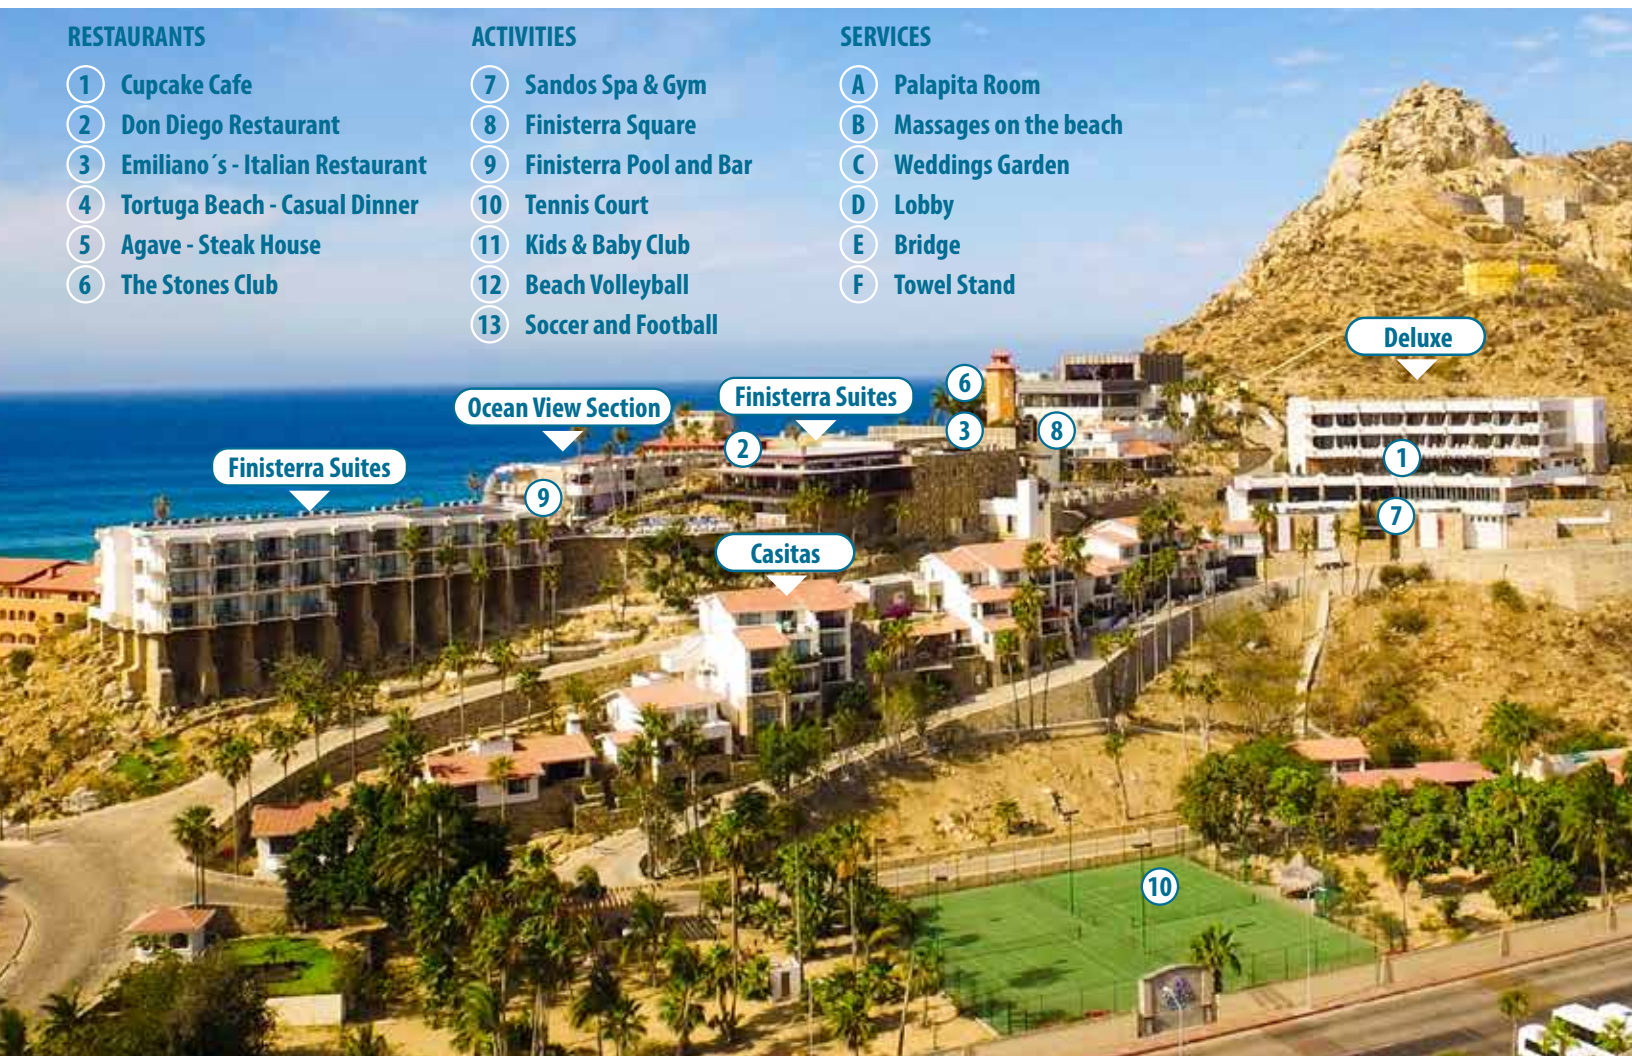 RESTAURANTS
1 Cupcake Cafe
2 Don Diego Restaurant
3 Emiliano´s - Italian Restaurant
4 Tortuga Beach - Casual Dinner
5 Agave - Steak House
6 The Stones Club
ACTIVITIES
7 Sandos Spa & Gym
8 Finisterra Square
9 Finisterra Pool and Bar
10 Tennis Court
11 Kids & Baby Club
12 Beach Volleyball
13 Soccer and Football
SERVICES
A Palapita Room
B Massages on the beach
C Weddings Garden
D Lobby
E Bridge
F Towel Stand
Deluxe
6
Finisterra Suites
Ocean View Section
3
8
2
1
Finisterra Suites
9
7
Casitas
10